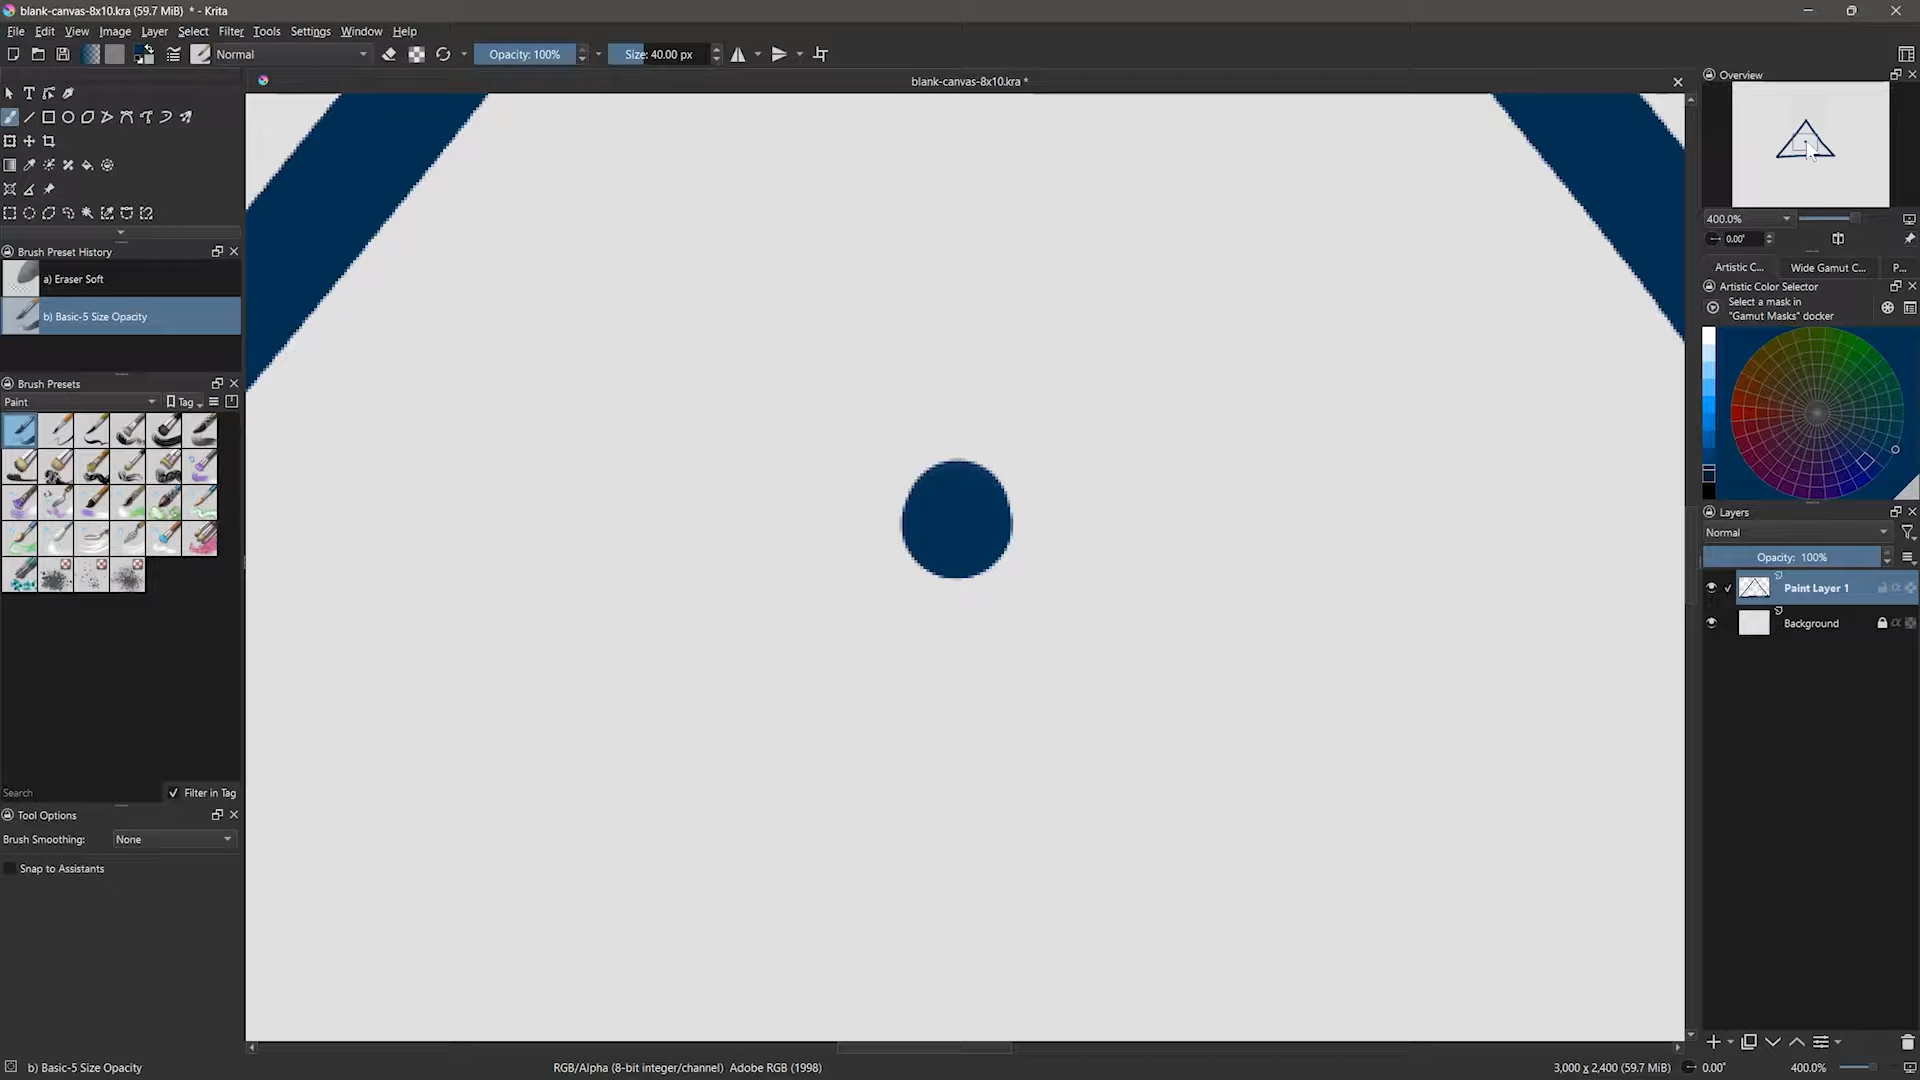 blank-canvas-8x10.kra (59.7 MiB) * - Krita
File Edit View Image Layer Select Filter Tools Settings Window Help
Normal
Opacity: 100%
Size: 40.00 px
blank-canvas-8x10.kra *
Overview
400.0%
0.00°
Brush Preset History
a) Eraser Soft
b) Basic-5 Size Opacity
Artistic C... Wide Gamut C... P...
Artistic Color Selector
Select a mask in
"Gamut Masks" docker
Brush Presets
Paint
Tag
Layers
Normal
Opacity: 100%
Paint Layer 1
Background
Search
Filter in Tag
Tool Options
Brush Smoothing: None
Snap to Assistants
b) Basic-5 Size Opacity
RGB/Alpha (8-bit integer/channel) Adobe RGB (1998)
3,000 x 2,400 (59.7 MiB)
0.00°
400.0%